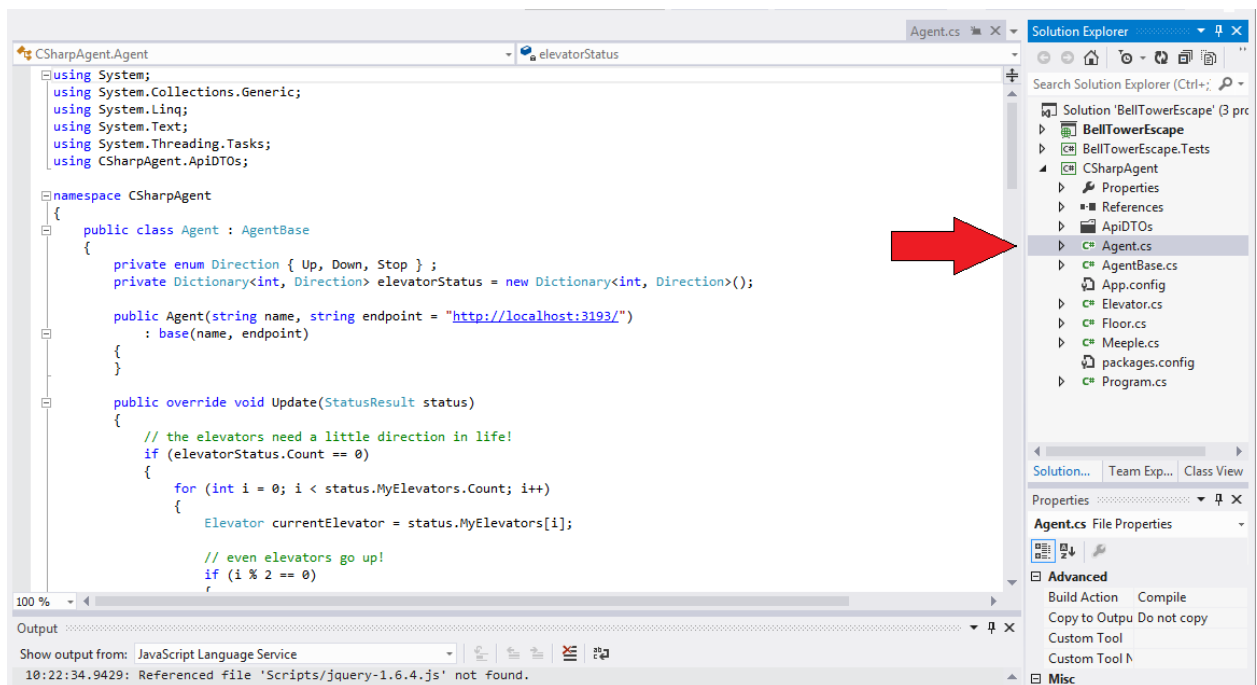 Agent.cs
CSharpAgent.Agent
elevatorStatus
using System;
using System.Collections.Generic;
using System.Linq;
using System.Text;
using System.Threading.Tasks;
using CSharpAgent.ApiDTOs;
namespace CSharpAgent
{
public class Agent : AgentBase
{
private enum Direction { Up, Down, Stop } ;
private Dictionary<int, Direction> elevatorStatus = new Dictionary<int, Direction>();
public Agent(string name, string endpoint = "http://localhost:3193/")
: base(name, endpoint)
{
}
public override void Update(StatusResult status)
{
// the elevators need a little direction in life!
if (elevatorStatus.Count == 0)
{
for (int i = 0; i < status.MyElevators.Count; i++)
{
Elevator currentElevator = status.MyElevators[i];
// even elevators go up!
if (i % 2 == 0)
{
100 %
Output
Show output from: JavaScript Language Service
10:22:34.9429: Referenced file 'Scripts/jquery-1.6.4.js' not found.
Solution Explorer
Search Solution Explorer (Ctrl+;
Solution 'BellTowerEscape' (3 pro
BellTowerEscape
C# BellTowerEscape.Tests
C# CSharpAgent
Properties
References
ApiDTOs
C# Agent.cs
C# AgentBase.cs
App.config
C# Elevator.cs
C# Floor.cs
C# Meeple.cs
packages.config
C# Program.cs
Solution... Team Exp... Class View
Properties
Agent.cs File Properties
Advanced
Build Action Compile
Copy to Outpu Do not copy
Custom Tool
Custom Tool N
Misc